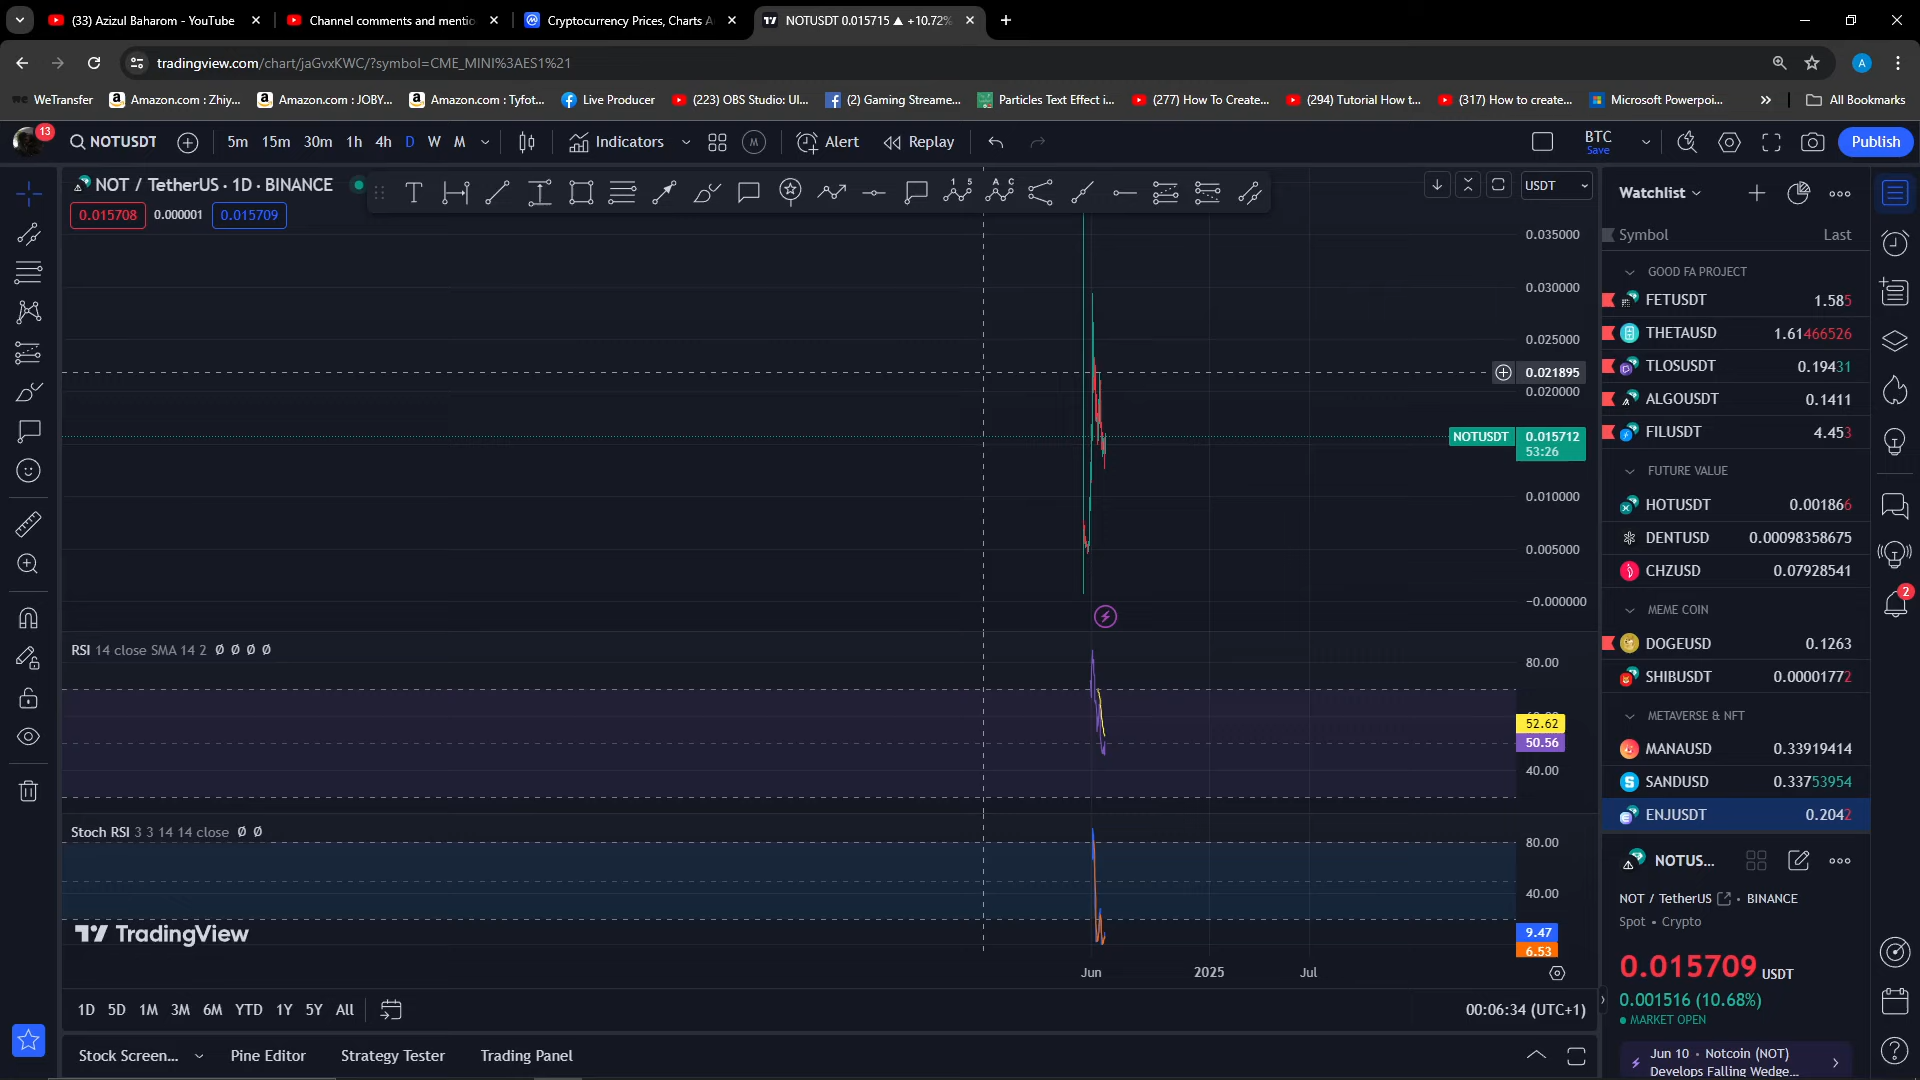 (33) Azizul Baharom - YouTube
Channel comments and mentio
Cryptocurrency Prices, Charts A
NOTUSDT 0.015715 ▲ +10.72%
tradingview.com/chart/jaGvxKWC/?symbol=CME_MINI%3AES1%21
A
WeTransfer
Amazon.com : Zhiy...
Amazon.com : JOBY...
Amazon.com : Tyfot...
Live Producer
(223) OBS Studio: Ul...
(2) Gaming Streame...
Particles Text Effect i...
(277) How To Create...
(294) Tutorial How t...
(317) How to create...
Microsoft Powerpoi...
All Bookmarks
13
NOTUSDT
5m 15m 30m 1h 4h D W M
Indicators
M
Alert
Replay
BTC
Save
Publish
NOT / TetherUS · 1D · BINANCE
0.015708 0.000001 0.015709
USDT
0.035000
0.030000
0.025000
0.021895
0.020000
NOTUSDT 0.015712
53:26
0.010000
0.005000
−0.000000
RSI 14 close SMA 14 2 Ø Ø Ø Ø
80.00
52.62
50.56
40.00
Stoch RSI 3 3 14 14 close Ø Ø
80.00
40.00
9.47
6.53
TradingView
Jun 2025 Jul
1D 5D 1M 3M 6M YTD 1Y 5Y All
00:06:34 (UTC+1)
Stock Screen... Pine Editor Strategy Tester Trading Panel
Watchlist
Symbol Last
GOOD FA PROJECT
FETUSDT 1.585
THETAUSD 1.61466526
TLOSUSDT 0.19431
ALGOUSDT 0.1411
FILUSDT 4.453
FUTURE VALUE
HOTUSDT 0.001866
DENTUSD 0.00098358675
CHZUSD 0.07928541
MEME COIN
DOGEUSD 0.1263
SHIBUSDT 0.00001772
METAVERSE & NFT
MANAUSD 0.33919414
SANDUSD 0.33753954
ENJUSDT 0.2042
NOTUS...
NOT / TetherUS · BINANCE
Spot • Crypto
0.015709 USDT
0.001516 (10.68%)
MARKET OPEN
Jun 10 · Notcoin (NOT)
Develops Falling Wedge...
2